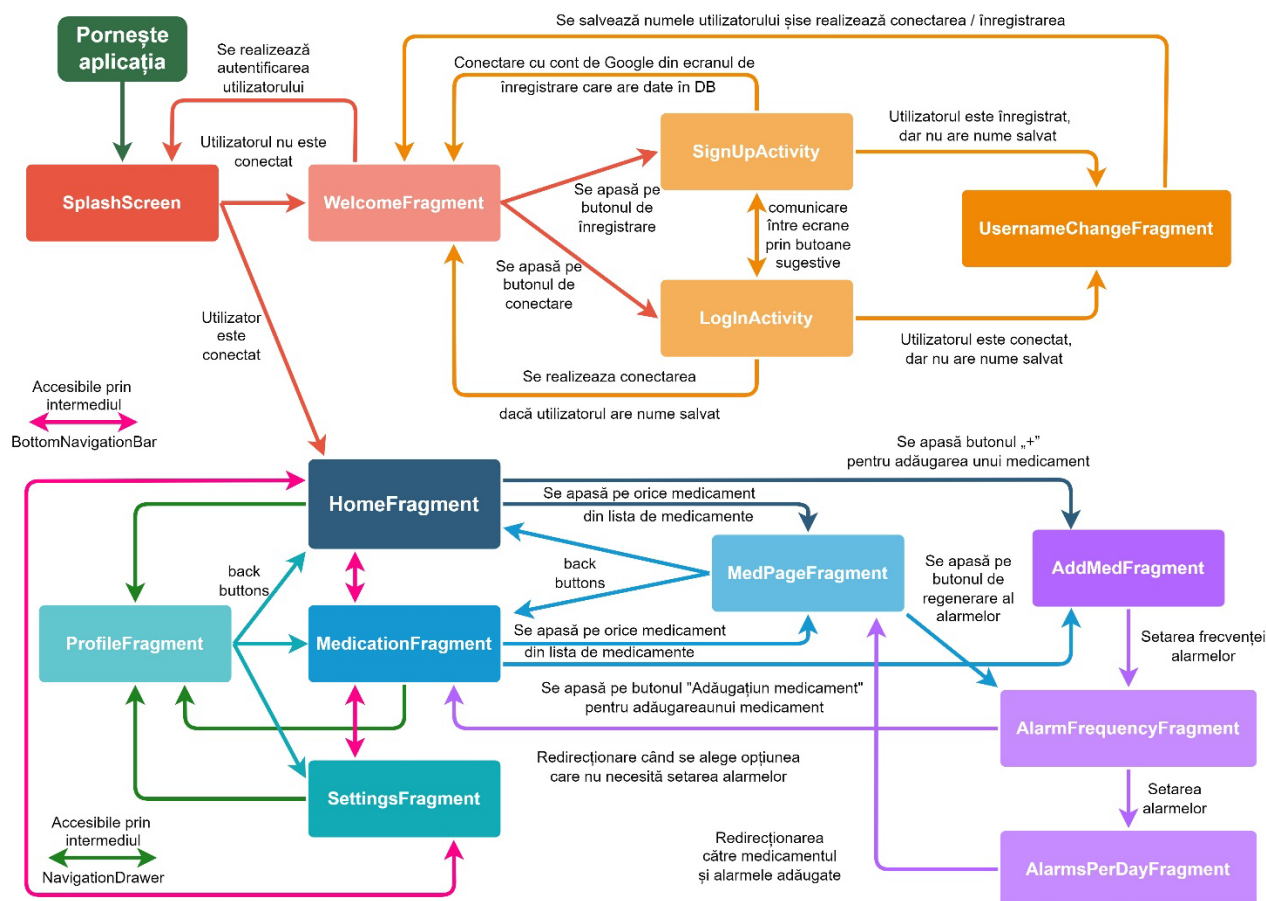 Pornește
aplicația
Se realizează
autentificarea
utilizatorului
Utilizatorul nu este
conectat
Se salvează numele utilizatorului șise realizează conectarea / înregistrarea
Conectare cu cont de Google din ecranul de
înregistrare care are date în DB
SplashScreen
WelcomeFragment
SignUpActivity
Utilizatorul este înregistrat,
dar nu are nume salvat
Se apasă pe
butonul de
înregistrare
comunicare
între ecrane
prin butoane
sugestive
UsernameChangeFragment
Se apasă pe
butonul de
conectare
LogInActivity
Utilizatorul este conectat,
dar nu are nume salvat
Utilizator
este
conectat
Se realizeaza conectarea
dacă utilizatorul are nume salvat
Accesibile prin
intermediul
BottomNavigationBar
Se apasă butonul „+”
pentru adăugarea unui medicament
HomeFragment
Se apasă pe orice medicament
din lista de medicamente
back
buttons
back
buttons
MedPageFragment
Se apasă pe
butonul de
regenerare al
alarmelor
AddMedFragment
ProfileFragment
MedicationFragment
Se apasă pe orice medicament
din lista de medicamente
Setarea frecvenței
alarmelor
Se apasă pe butonul "Adăugațiun medicament"
pentru adăugareaunui medicament
AlarmFrequencyFragment
Redirecționare când se alege opțiunea
care nu necesită setarea alarmelor
SettingsFragment
Setarea
alarmelor
Accesibile prin
intermediul
NavigationDrawer
Redirecționarea
către medicamentul
și alarmele adăugate
AlarmsPerDayFragment